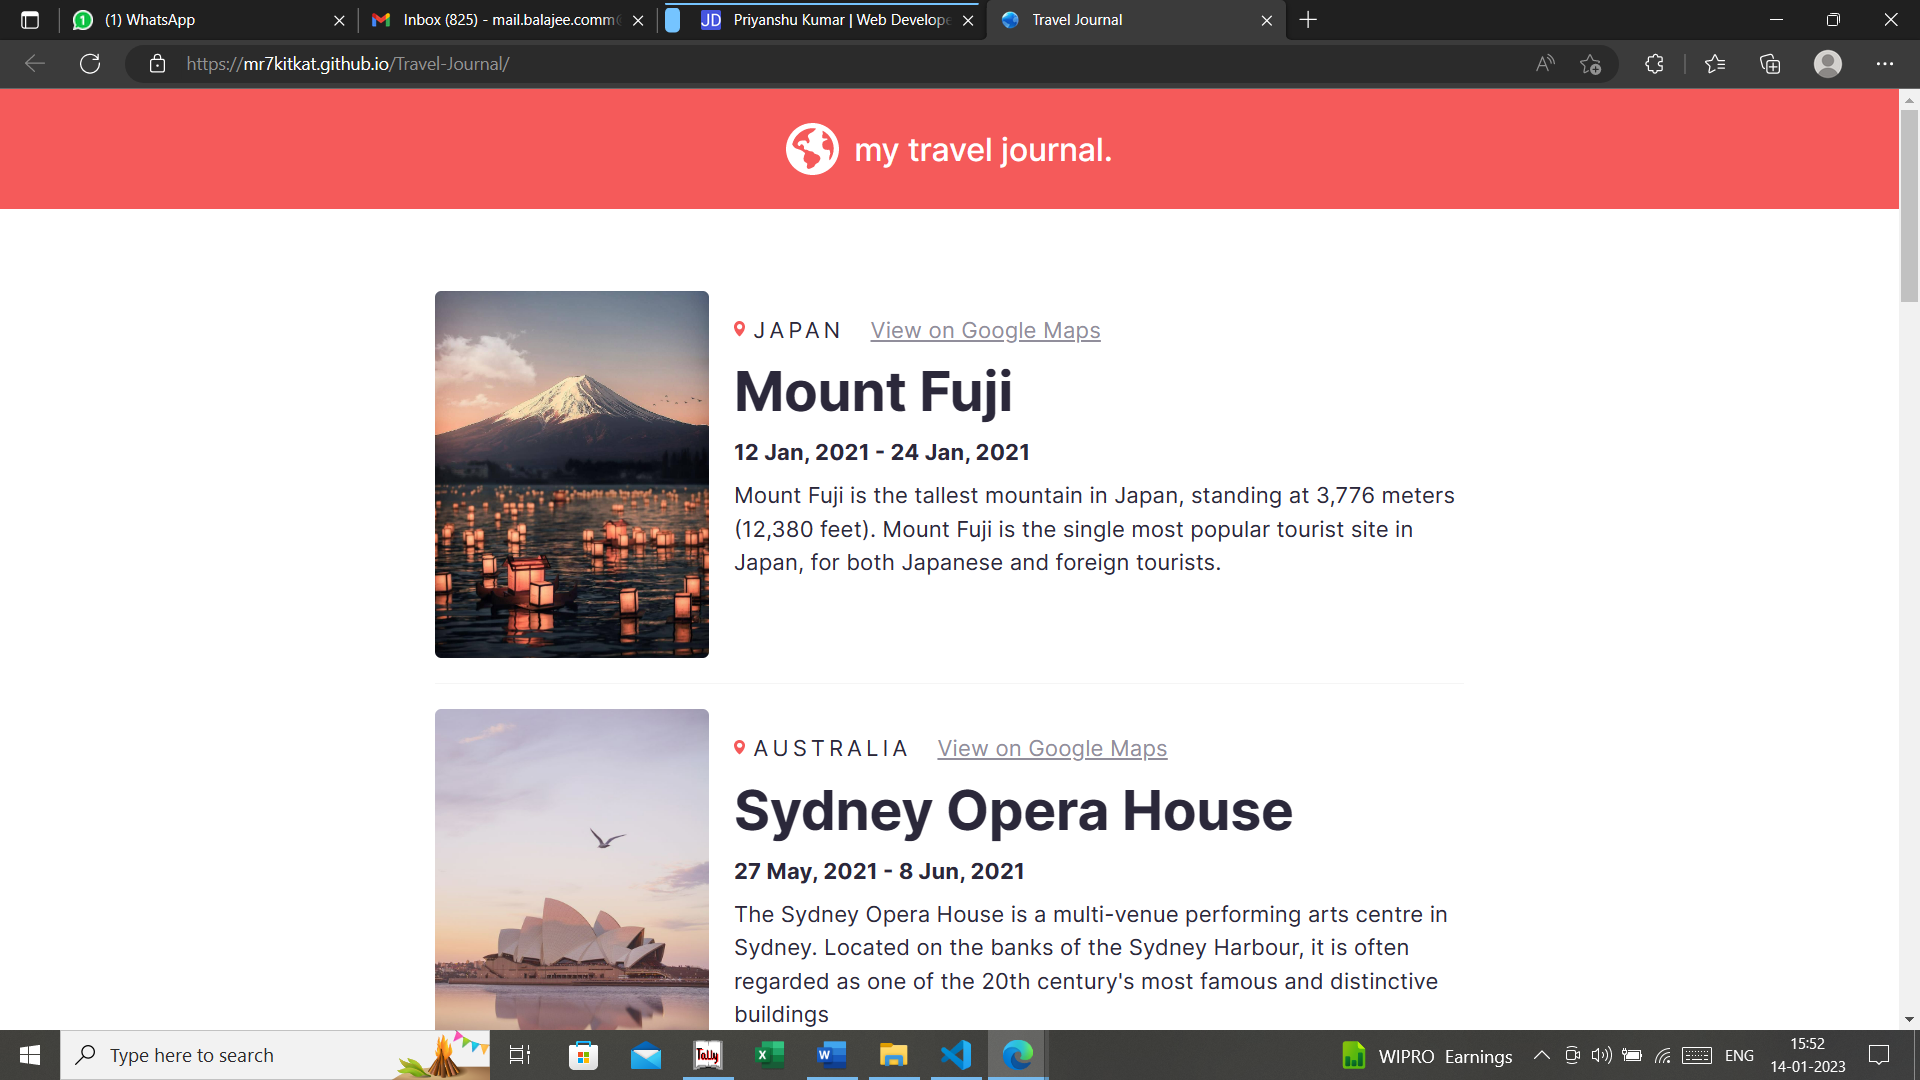 (1) WhatsApp
Inbox (825) - mail.balajee.comm@
JD Priyanshu Kumar | Web Develope
Travel Journal
https://mr7kitkat.github.io/Travel-Journal/
my travel journal.
JAPAN View on Google Maps
Mount Fuji
12 Jan, 2021 - 24 Jan, 2021
Mount Fuji is the tallest mountain in Japan, standing at 3,776 meters
(12,380 feet). Mount Fuji is the single most popular tourist site in
Japan, for both Japanese and foreign tourists.
AUSTRALIA View on Google Maps
Sydney Opera House
27 May, 2021 - 8 Jun, 2021
The Sydney Opera House is a multi-venue performing arts centre in
Sydney. Located on the banks of the Sydney Harbour, it is often
regarded as one of the 20th century's most famous and distinctive
buildings
Type here to search
Tally
WIPRO Earnings
ENG
15:52
14-01-2023